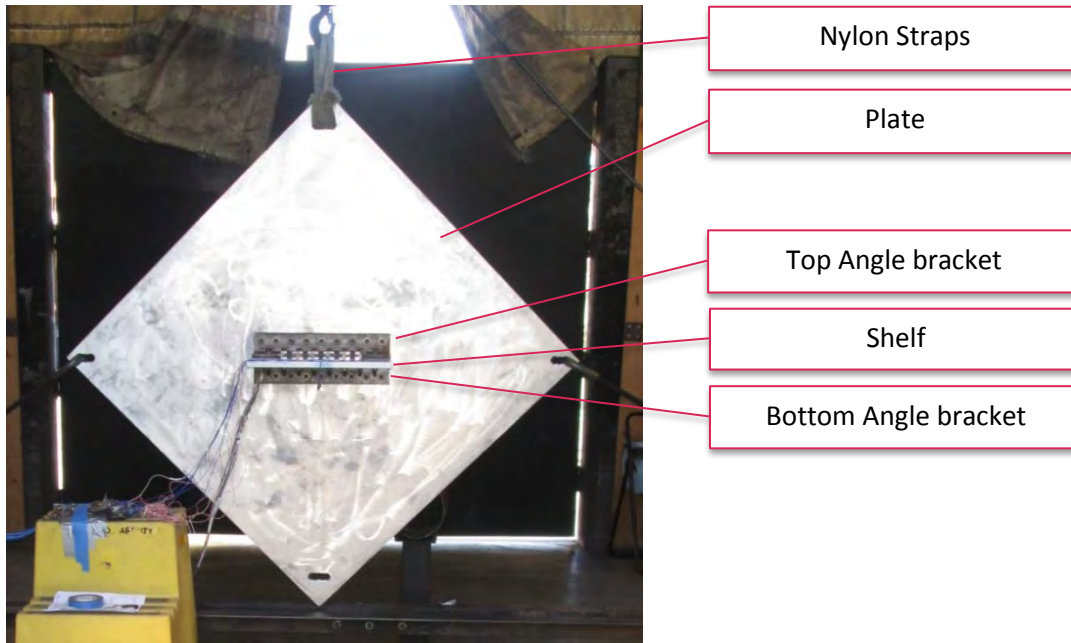 Nylon Straps
Plate
Top Angle bracket
Shelf
Bottom Angle bracket